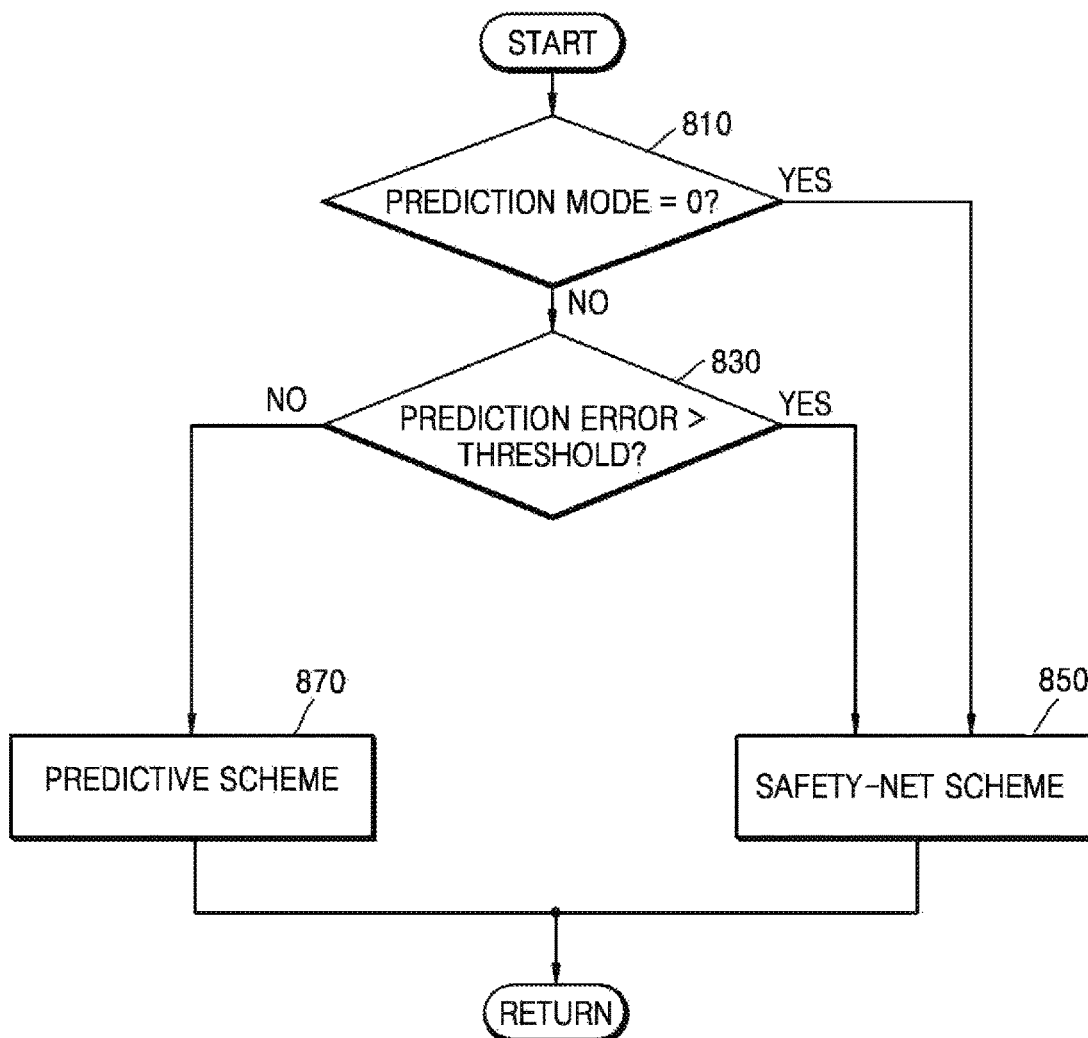 START
810
PREDICTION MODE = 0?
YES
NO
830
NO
PREDICTION ERROR >
THRESHOLD?
YES
870
PREDICTIVE SCHEME
850
SAFETY-NET SCHEME
RETURN